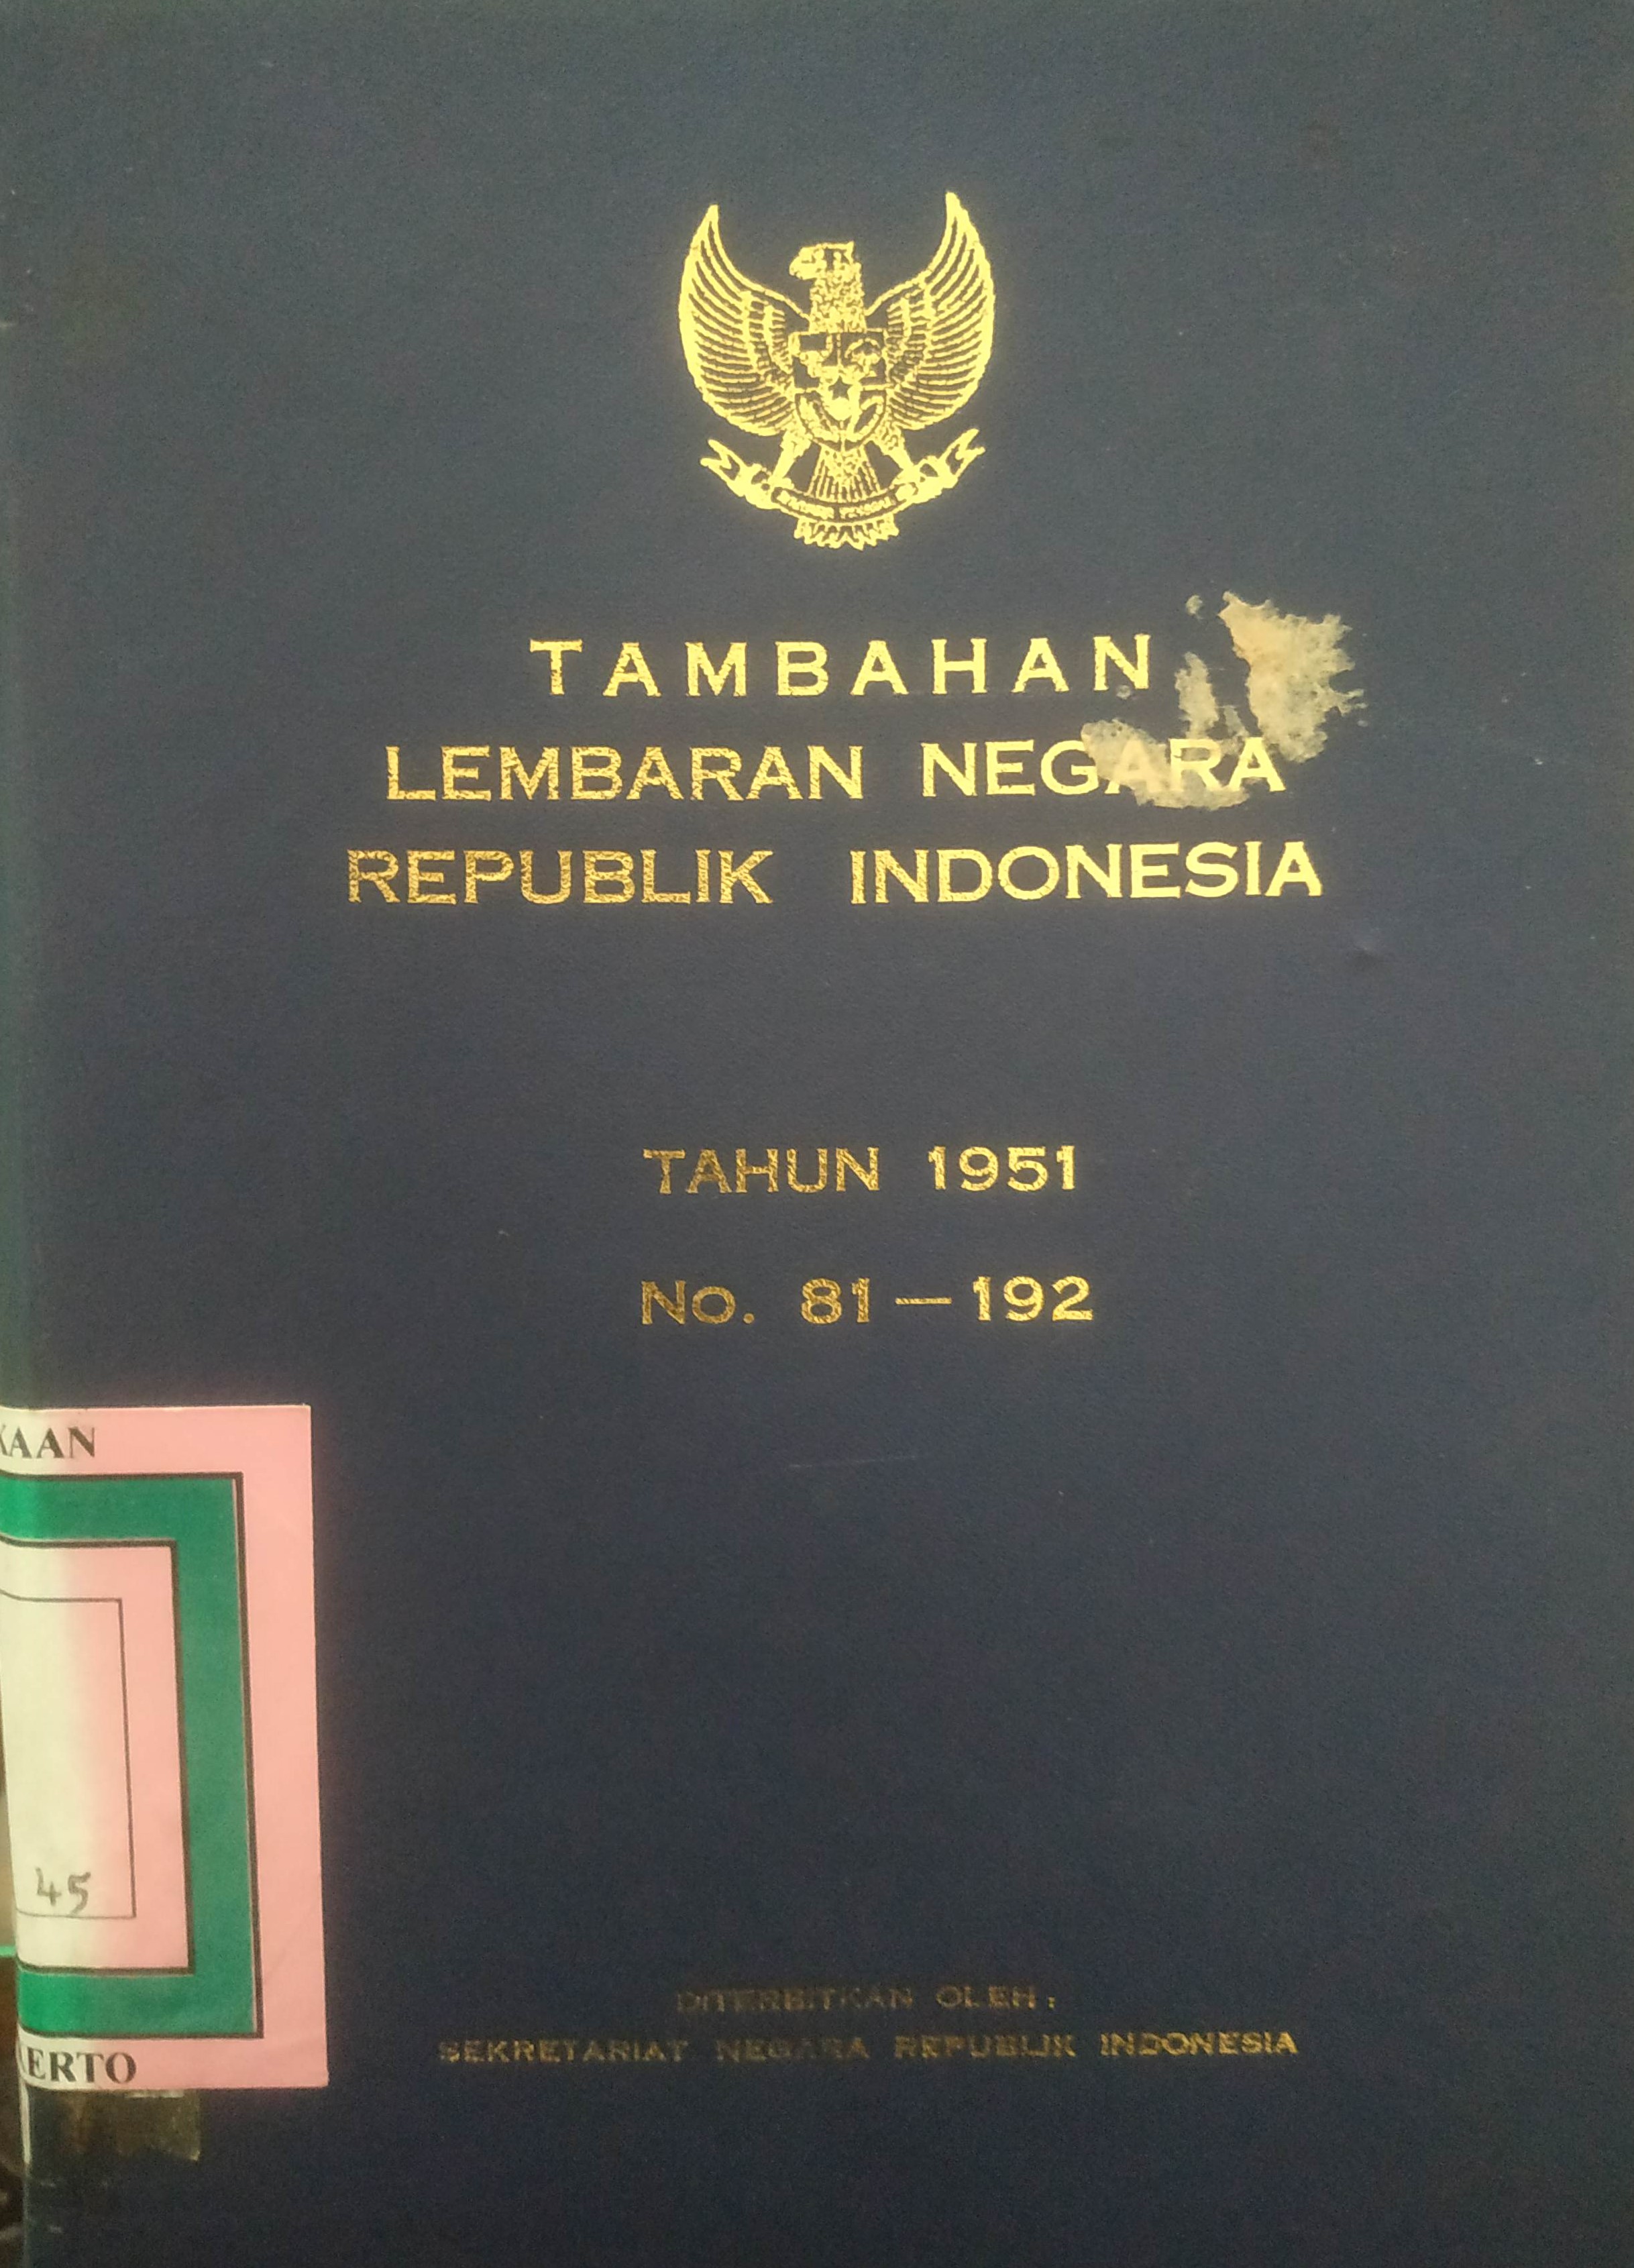 TAMBAHAN
LEMBARAN NEGARA
REPUBLIK INDONESIA
TAHUN 1951
No. 81 — 192
KAAN
45
ERTO
DITERBITKAN OLEH :
SEKRETARIAT NEGARA REPUBLIK INDONESIA